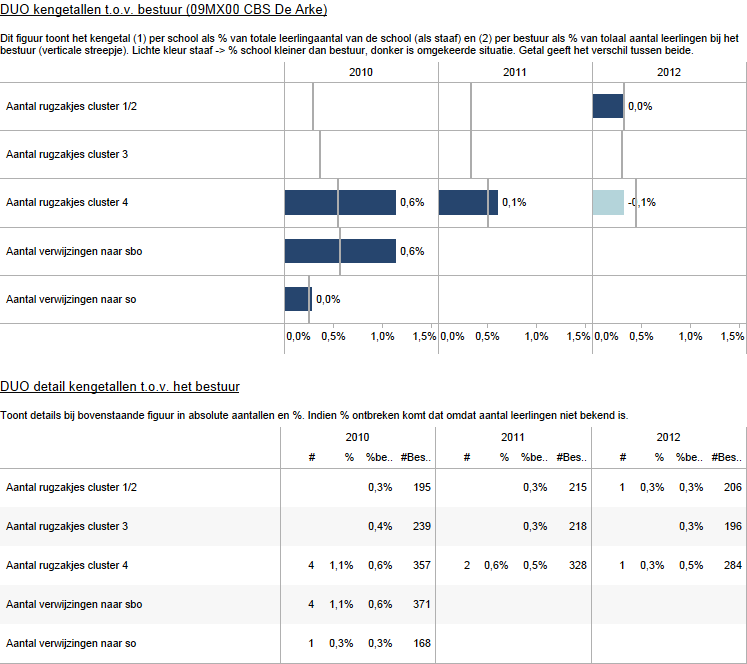 DUO kengetallen t.o.v. bestuur (09MX00 CBS De Arke)
Dit figuur toont het kengetal (1) per school als % van totale leerlingaantal van de school (als staaf) en (2) per bestuur als % van tolaal aantal leerlingen bij het
bestuur (verticale streepje). Lichte kleur staaf -> % school kleiner dan bestuur, donker is omgekeerde situatie. Getal geeft het verschil tussen beide.
2010 2011 2012
Aantal rugzakjes cluster 1/2 0,0%
Aantal rugzakjes cluster 3
Aantal rugzakjes cluster 4 0,6% 0,1% -0,1%
Aantal verwijzingen naar sbo 0,6%
Aantal verwijzingen naar so 0,0%
0,0% 0,5% 1,0% 1,5% 0,0% 0,5% 1,0% 1,5% 0,0% 0,5% 1,0% 1,5%
DUO detail kengetallen t.o.v. het bestuur
Toont details bij bovenstaande figuur in absolute aantallen en %. Indien % ontbreken komt dat omdat aantal leerlingen niet bekend is.
2010 2011 2012
# % %be.. #Bes.. # % %be.. #Bes.. # % %be.. #Bes..
Aantal rugzakjes cluster 1/2 0,3% 195 0,3% 215 1 0,3% 0,3% 206
Aantal rugzakjes cluster 3 0,4% 239 0,3% 218 0,3% 196
Aantal rugzakjes cluster 4 4 1,1% 0,6% 357 2 0,6% 0,5% 328 1 0,3% 0,5% 284
Aantal verwijzingen naar sbo 4 1,1% 0,6% 371
Aantal verwijzingen naar so 1 0,3% 0,3% 168